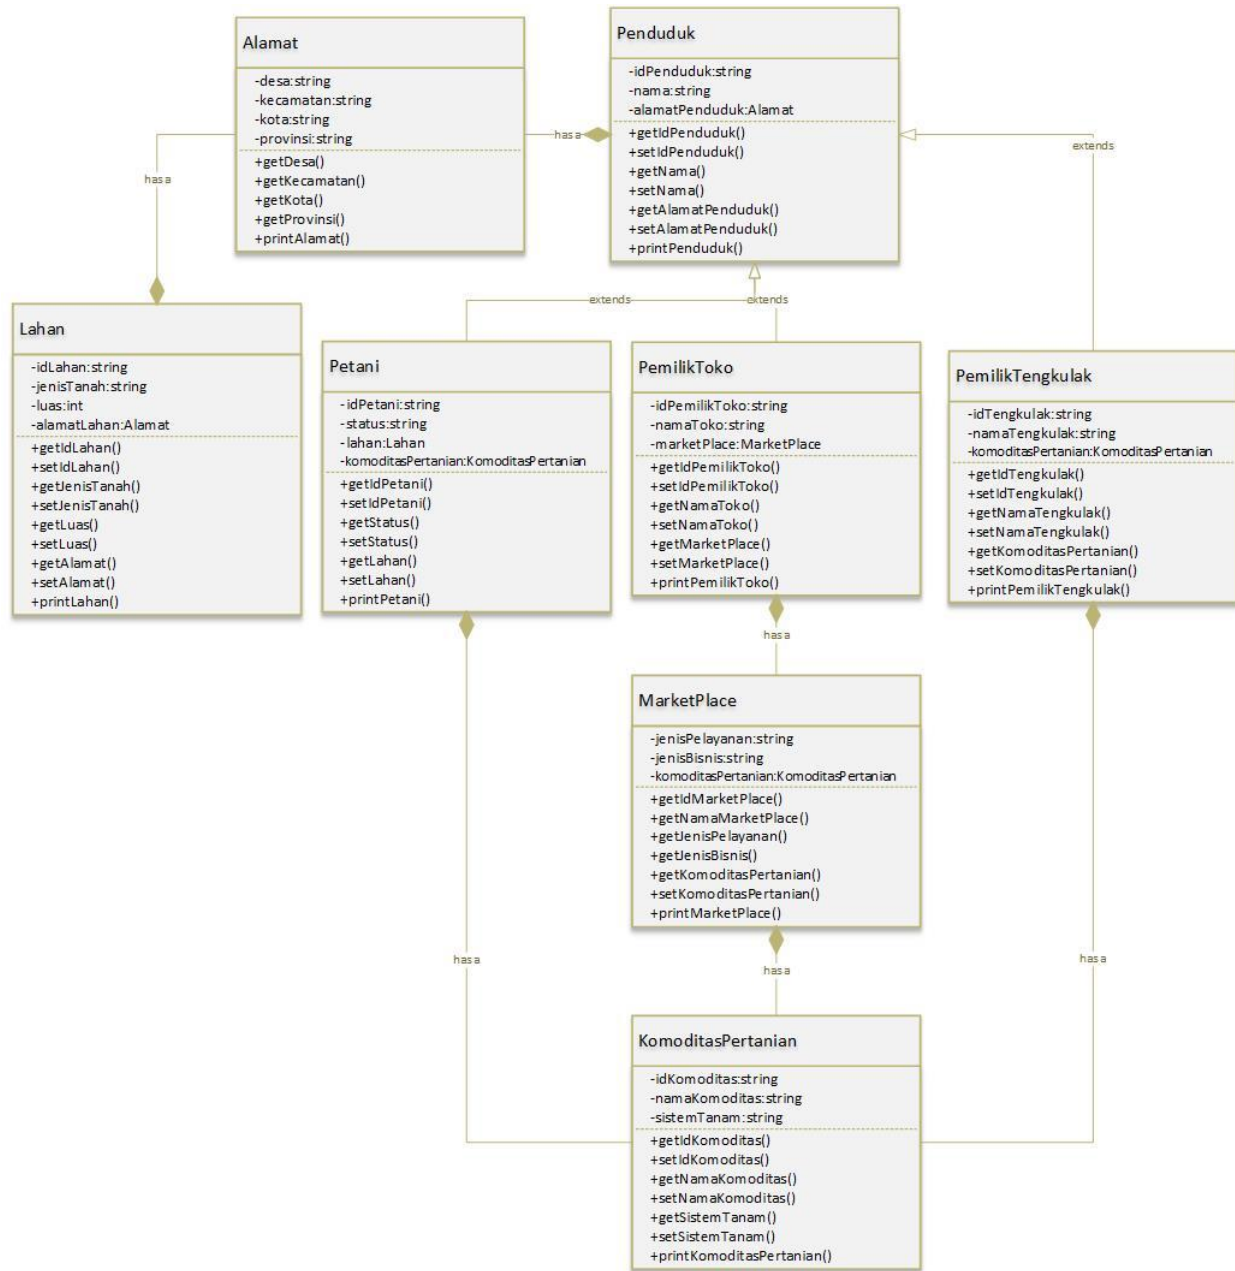 Alamat
-desa:string
-kecamatan:string
-kota:string
-provinsi:string
+getDesa()
+getKecamatan()
+getKota()
+getProvinsi()
+printAlamat()
hasa
Penduduk
-idPenduduk:string
-nama:string
-alamatPenduduk:Alamat
+getIdPenduduk()
+setIdPenduduk()
+getNama()
+setNama()
+getAlamatPenduduk()
+setAlamatPenduduk()
+printPenduduk()
extends
hasa
extends
extends
Lahan
-idLahan:string
-jenisTanah:string
-luas:int
-alamatLahan:Alamat
+getIdLahan()
+setIdLahan()
+getJenisTanah()
+setJenisTanah()
+getLuas()
+setLuas()
+getAlamat()
+setAlamat()
+printLahan()
Petani
-idPetani:string
-status:string
-lahan:Lahan
-komoditasPertanian:KomoditasPertanian
+getIdPetani()
+setIdPetani()
+getStatus()
+setStatus()
+getLahan()
+setLahan()
+printPetani()
PemilikToko
-idPemilikToko:string
-namaToko:string
-marketPlace:MarketPlace
+getIdPemilikToko()
+setIdPemilikToko()
+getNamaToko()
+setNamaToko()
+getMarketPlace()
+setMarketPlace()
+printPemilikToko()
PemilikTengkulak
-idTengkulak:string
-namaTengkulak:string
-komoditasPertanian:KomoditasPertanian
+getIdTengkulak()
+setIdTengkulak()
+getNamaTengkulak()
+setNamaTengkulak()
+getKomoditasPertanian()
+setKomoditasPertanian()
+printPemilikTengkulak()
hasa
MarketPlace
-jenisPelayanan:string
-jenisBisnis:string
-komoditasPertanian:KomoditasPertanian
+getIdMarketPlace()
+getNamaMarketPlace()
+getJenisPelayanan()
+getJenisBisnis()
+getKomoditasPertanian()
+setKomoditasPertanian()
+printMarketPlace()
hasa
hasa
hasa
KomoditasPertanian
-idKomoditas:string
-namaKomoditas:string
-sistemTanam:string
+getIdKomoditas()
+setIdKomoditas()
+getNamaKomoditas()
+setNamaKomoditas()
+getSistemTanam()
+setSistemTanam()
+printKomoditasPertanian()